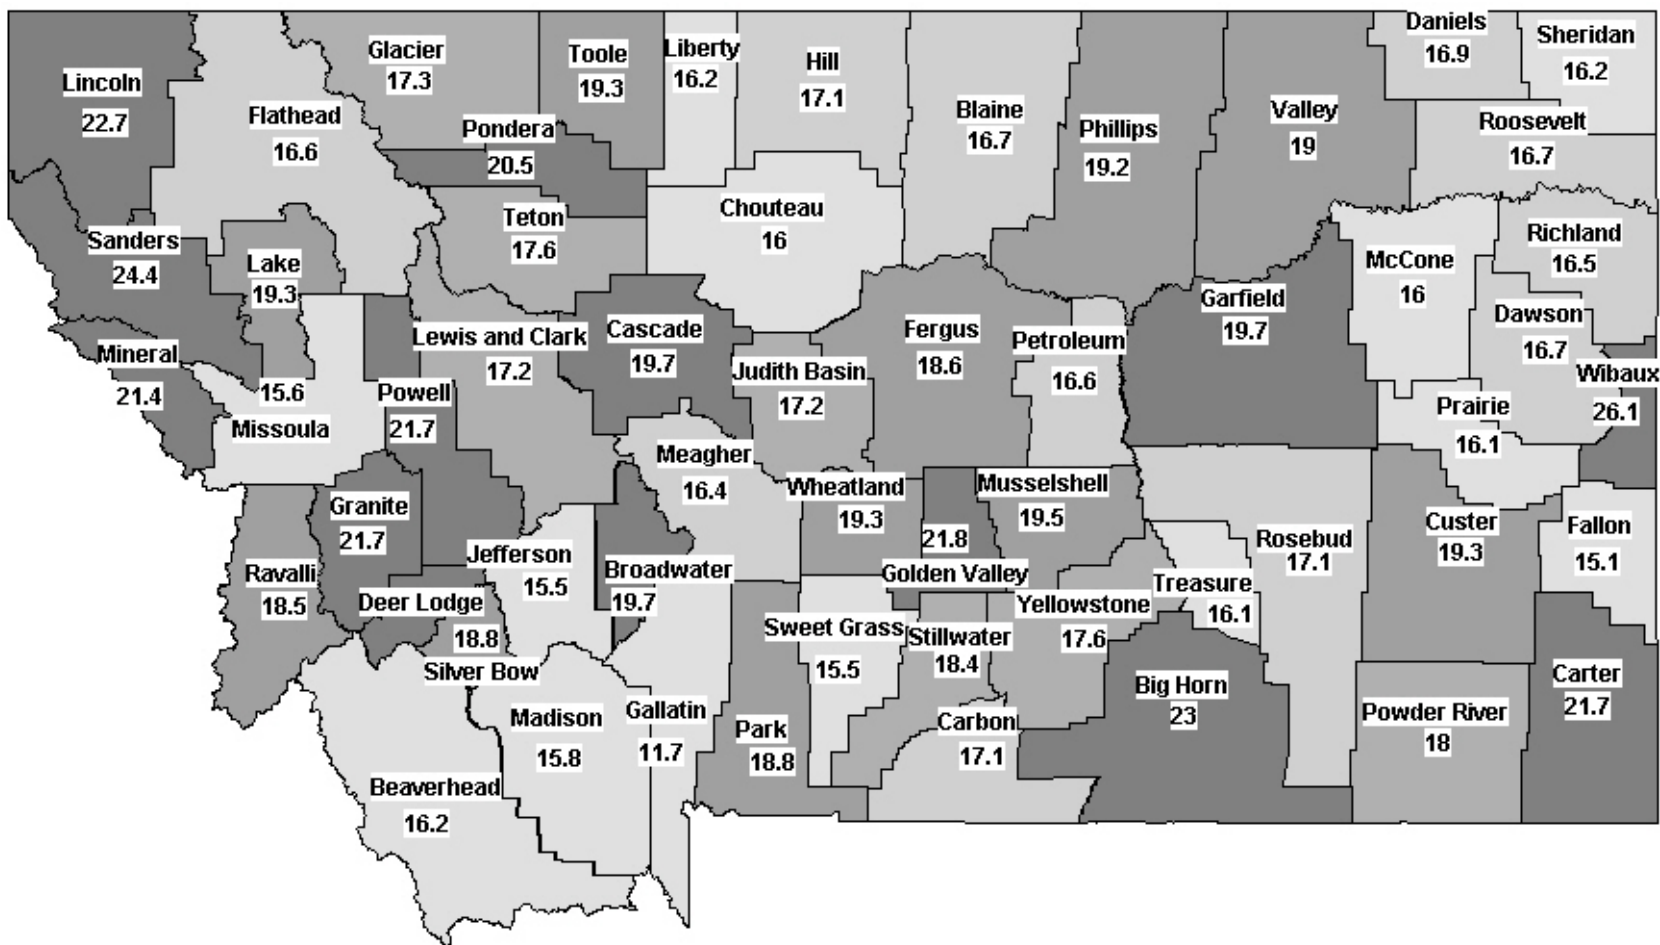 Lincoln
22.7
Flathead
16.6
Glacier
17.3
Toole
19.3
Liberty
16.2
Hill
17.1
Blaine
16.7
Phillips
19.2
Valley
19
Daniels
16.9
Sheridan
16.2
Roosevelt
16.7
Pondera
20.5
Teton
17.6
Chouteau
16
Sanders
24.4
Lake
19.3
McCone
16
Richland
16.5
Garfield
19.7
Dawson
16.7
Mineral
21.4
15.6
Missoula
Powell
21.7
Lewis and Clark
17.2
Cascade
19.7
Judith Basin
17.2
Fergus
18.6
Petroleum
16.6
Wibaux
26.1
Prairie
16.1
Meagher
16.4
Wheatland
19.3
Musselshell
19.5
21.8
Golden Valley
Granite
21.7
Ravalli
18.5
Jefferson
15.5
Broadwater
19.7
Deer Lodge
18.8
Silver Bow
Rosebud
17.1
Custer
19.3
Fallon
15.1
Treasure
16.1
Yellowstone
17.6
Sweet Grass
15.5
Stillwater
18.4
Big Horn
23
Carter
21.7
Powder River
18
Madison
15.8
Gallatin
11.7
Park
18.8
Carbon
17.1
Beaverhead
16.2